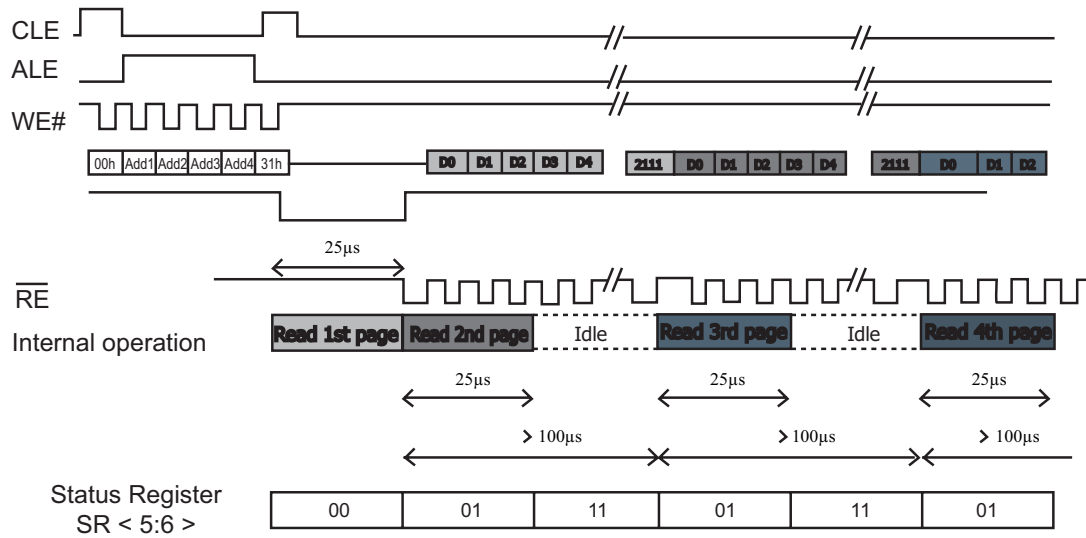 CLE
ALE
WE#
00h Add1 Add2 Add3 Add4 31h D0 D1 D2 D3 D4 2111 D0 D1 D2 D3 D4 2111 D0 D1 D2
25µs
RE
Internal operation Read 1st page Read 2nd page Idle Read 3rd page Idle Read 4th page
25µs 25µs 25µs
> 100µs > 100µs > 100µs
Status Register
SR < 5:6 > 00 01 11 01 11 01